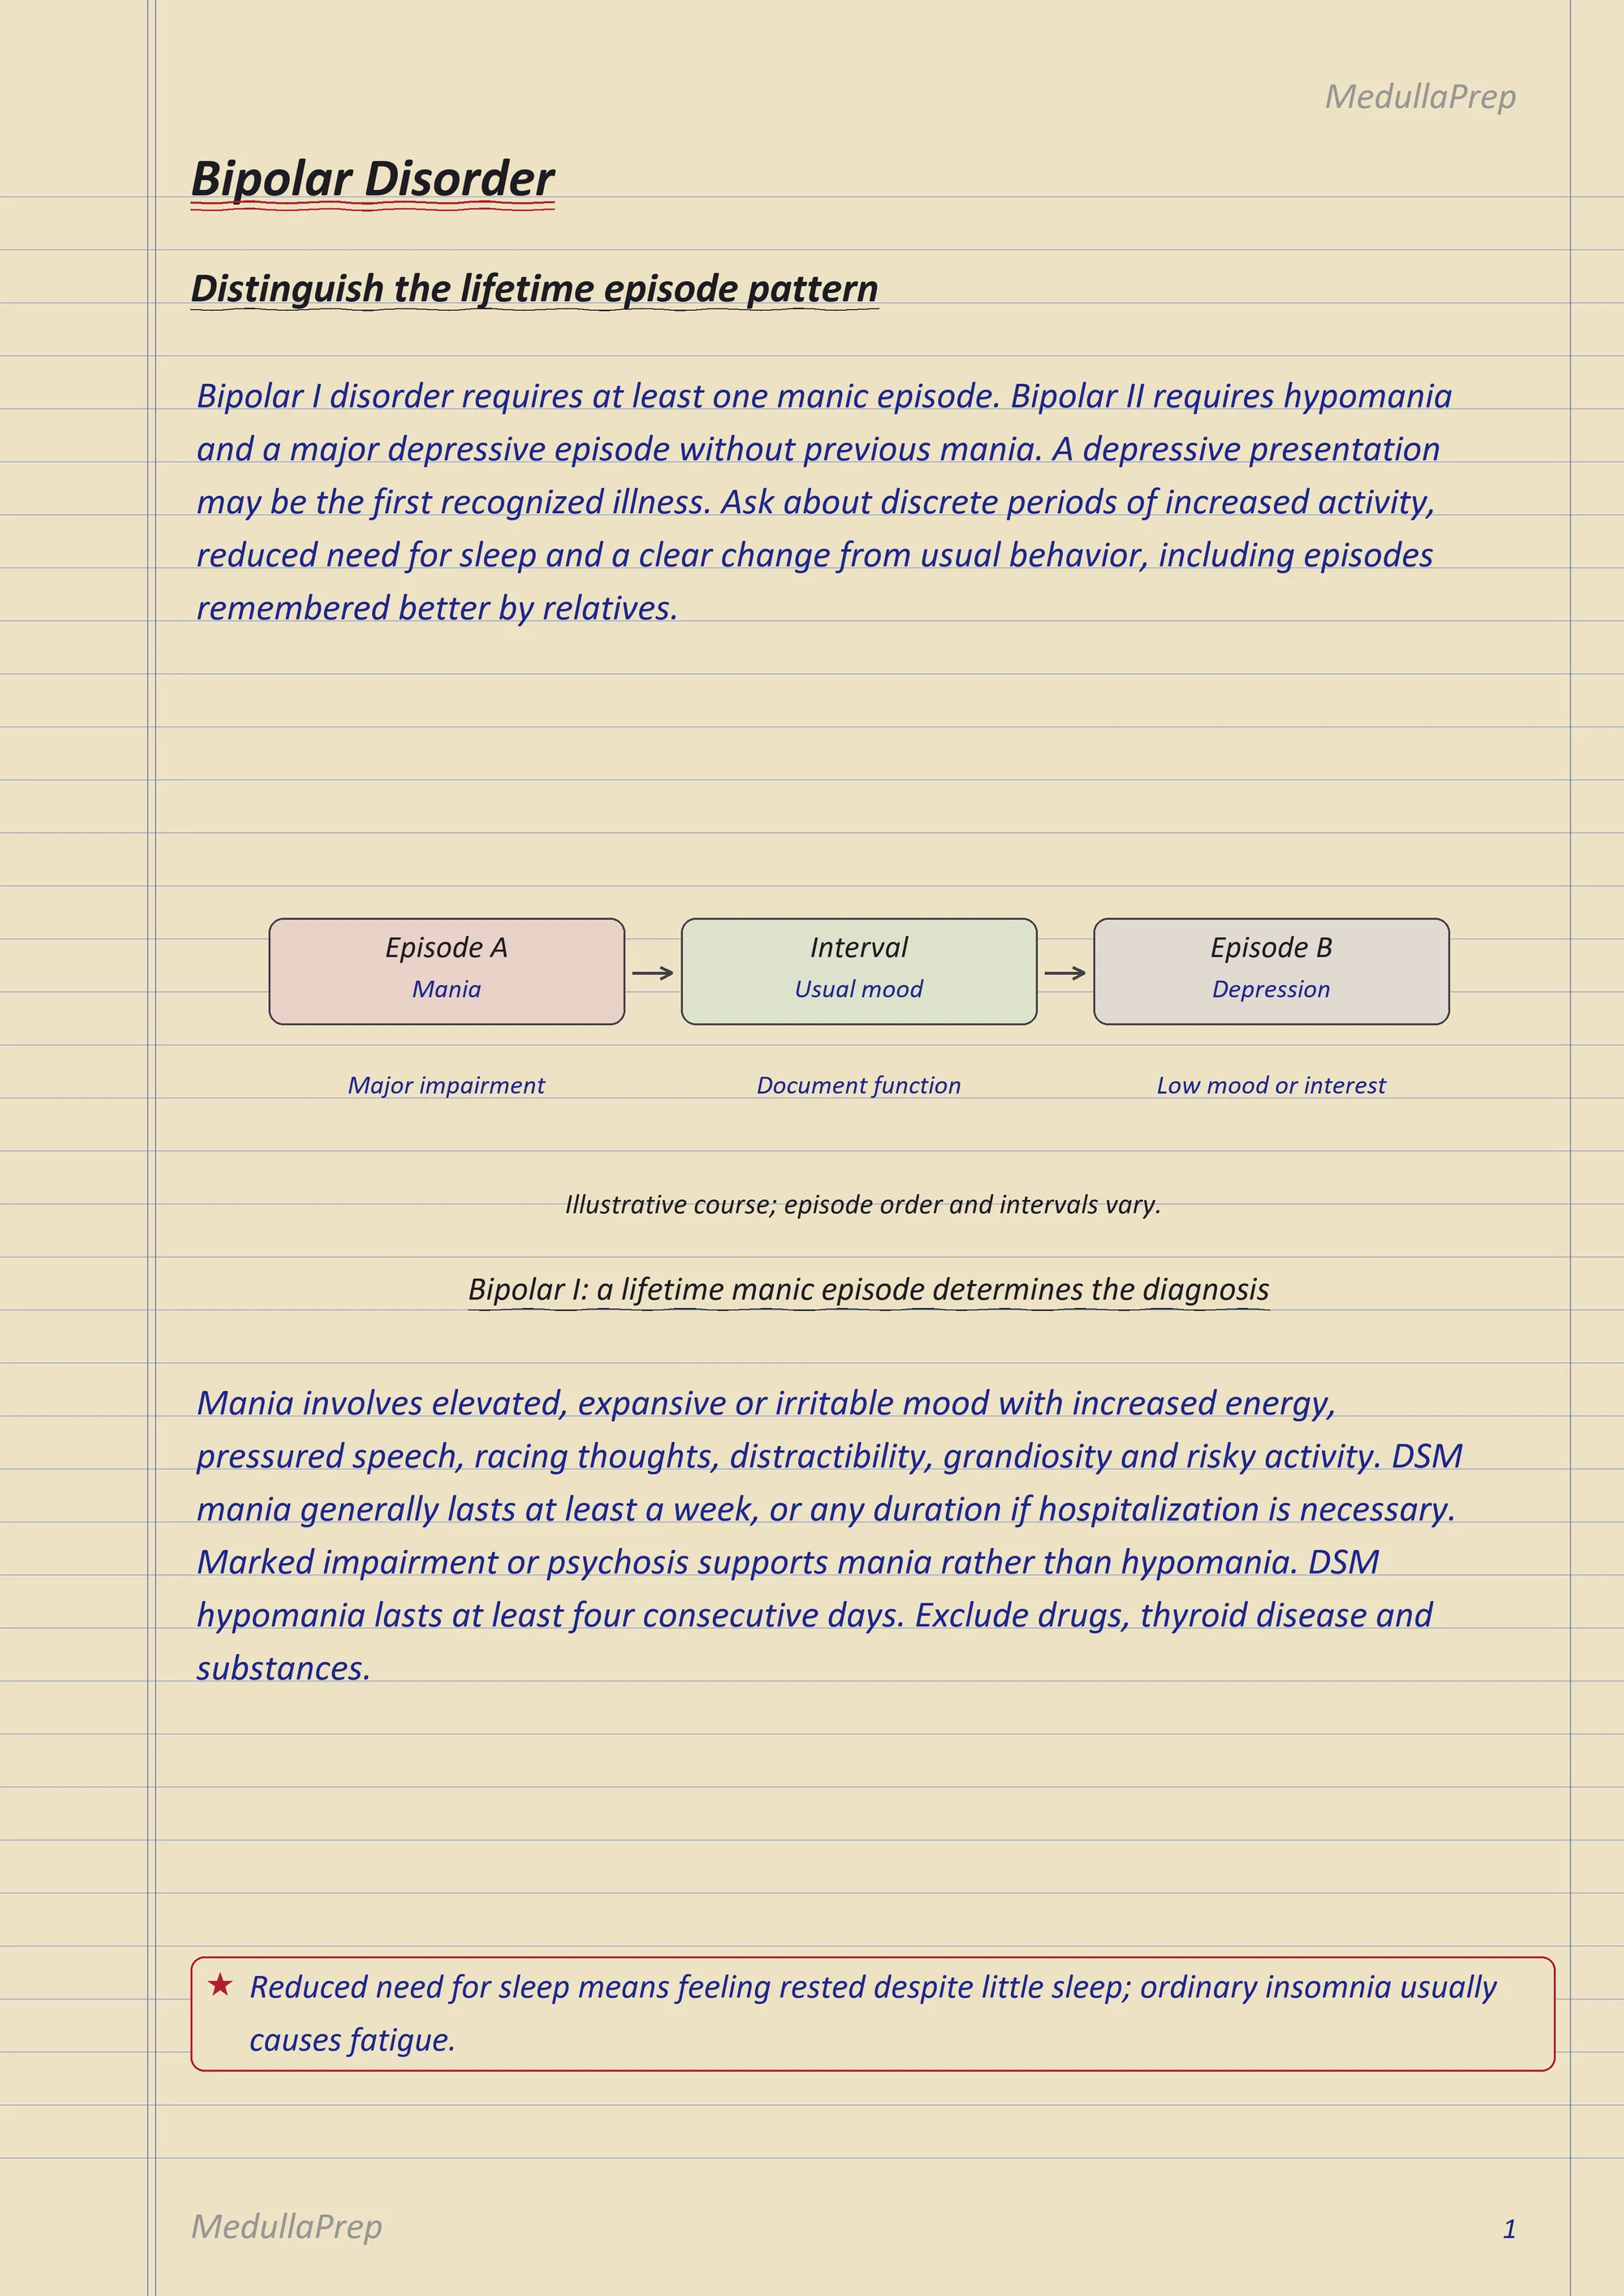 MedullaPrep
Bipolar Disorder
Distinguish the lifetime episode pattern
Bipolar I disorder requires at least one manic episode. Bipolar II requires hypomania
and a major depressive episode without previous mania. A depressive presentation
may be the first recognized illness. Ask about discrete periods of increased activity,
reduced need for sleep and a clear change from usual behavior, including episodes
remembered better by relatives.
Episode A
Mania
Interval
Usual mood
Episode B
Depression
Major impairment
Document function
Low mood or interest
Illustrative course; episode order and intervals vary.
Bipolar I: a lifetime manic episode determines the diagnosis
Mania involves elevated, expansive or irritable mood with increased energy,
pressured speech, racing thoughts, distractibility, grandiosity and risky activity. DSM
mania generally lasts at least a week, or any duration if hospitalization is necessary.
Marked impairment or psychosis supports mania rather than hypomania. DSM
hypomania lasts at least four consecutive days. Exclude drugs, thyroid disease and
substances.
★ Reduced need for sleep means feeling rested despite little sleep; ordinary insomnia usually
causes fatigue.
MedullaPrep
1